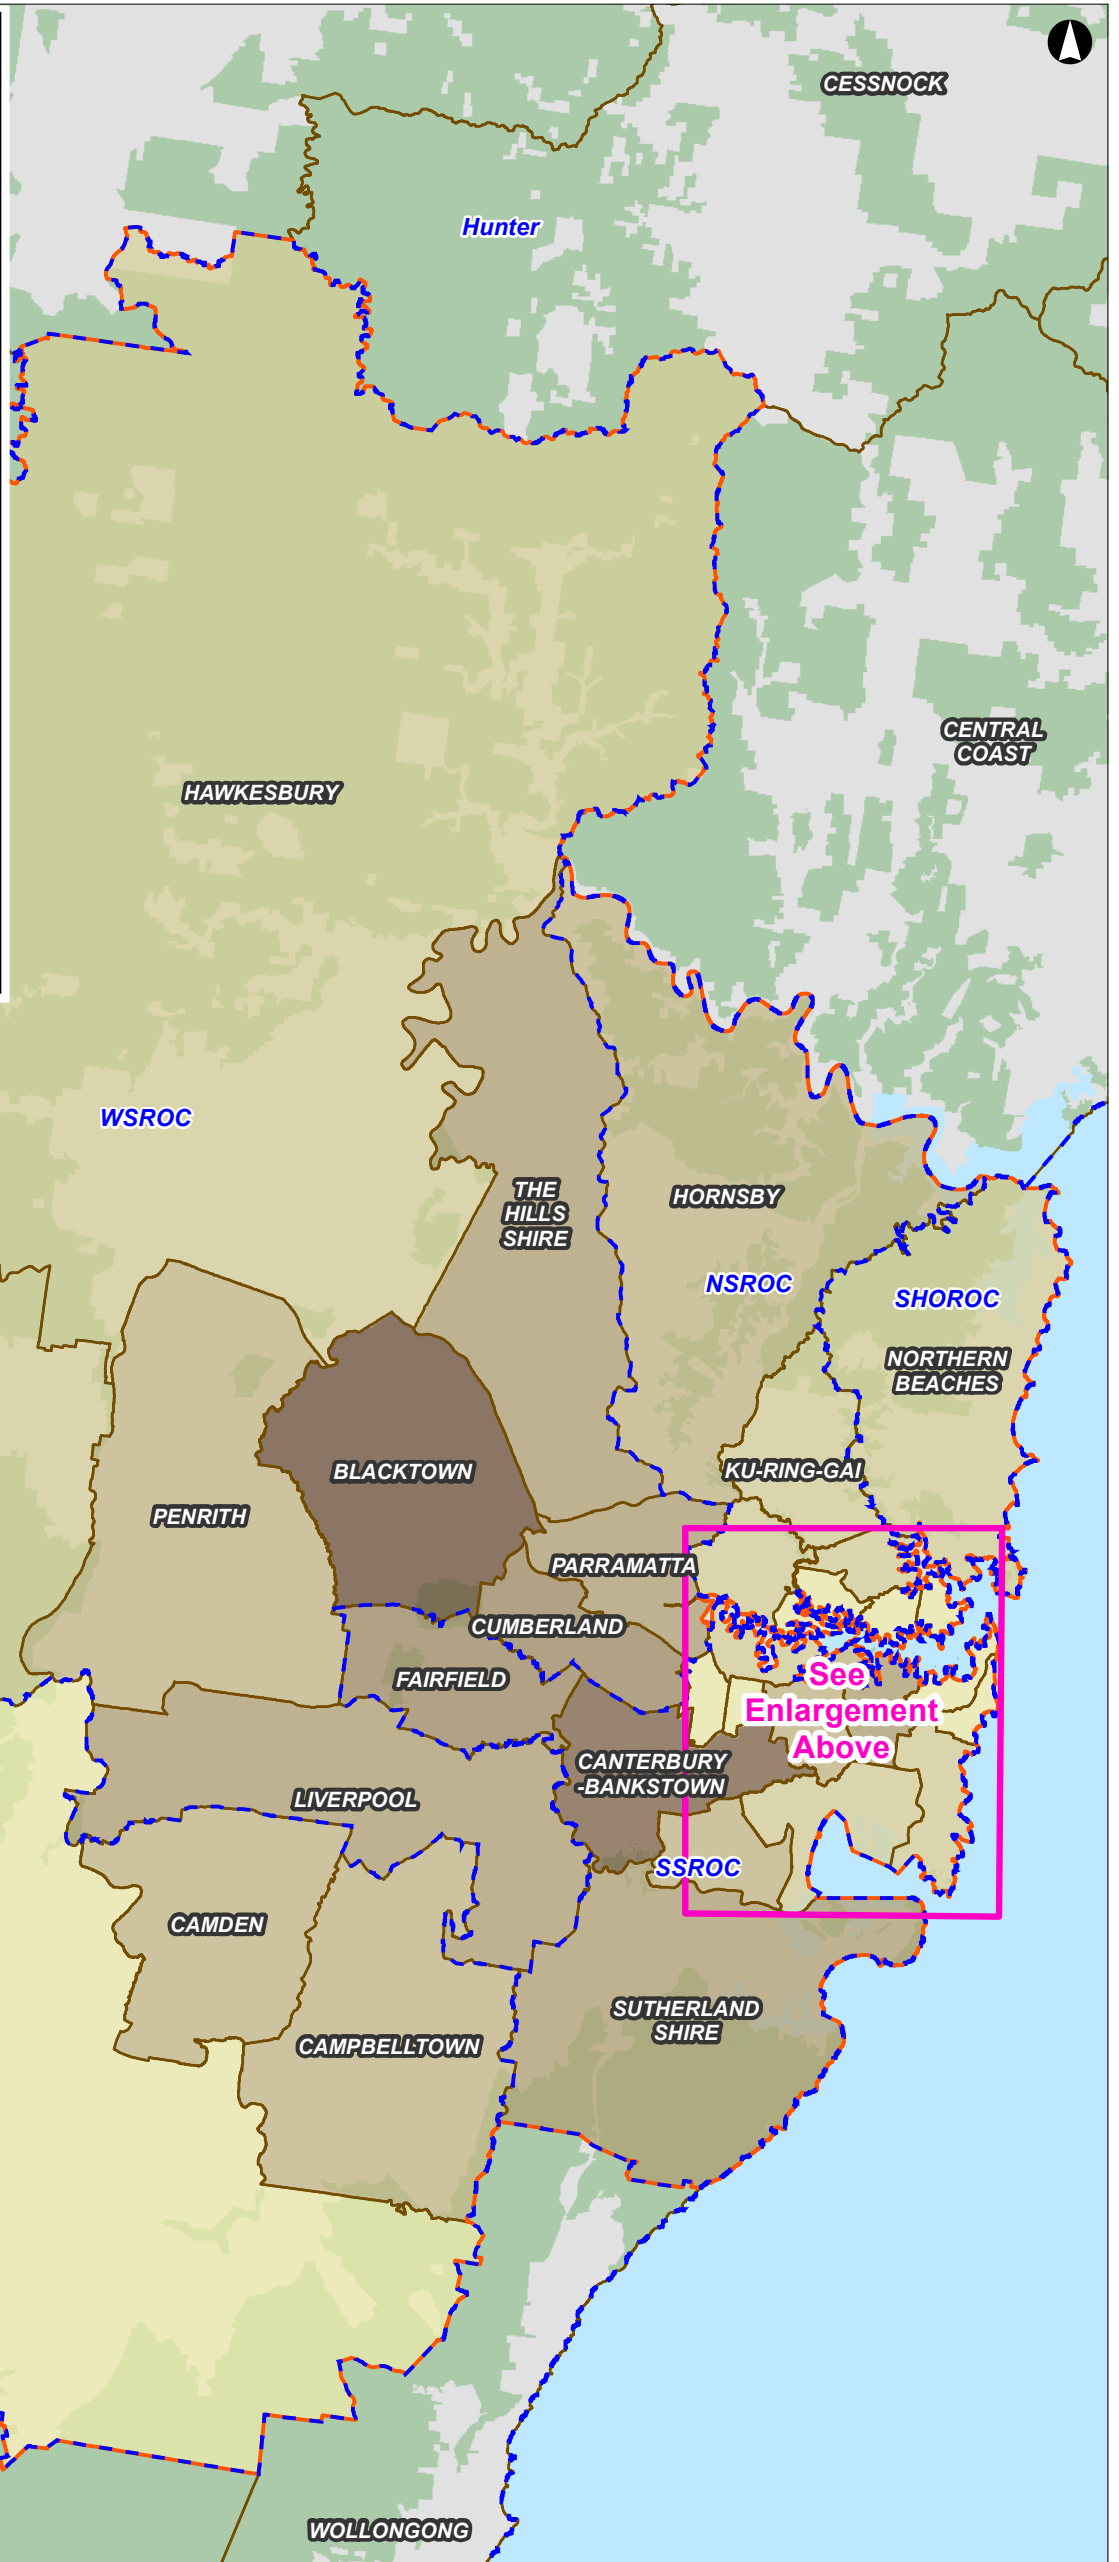 CESSNOCK
Hunter
CENTRAL
COAST
HAWKESBURY
WSROC
THE
HILLS
SHIRE
HORNSBY
NSROC
SHOROC
NORTHERN
BEACHES
BLACKTOWN
KU-RING-GAI
PENRITH
PARRAMATTA
CUMBERLAND
FAIRFIELD
See
Enlargement
Above
CANTERBURY
-BANKSTOWN
LIVERPOOL
SSROC
CAMDEN
SUTHERLAND
SHIRE
CAMPBELLTOWN
WOLLONGONG